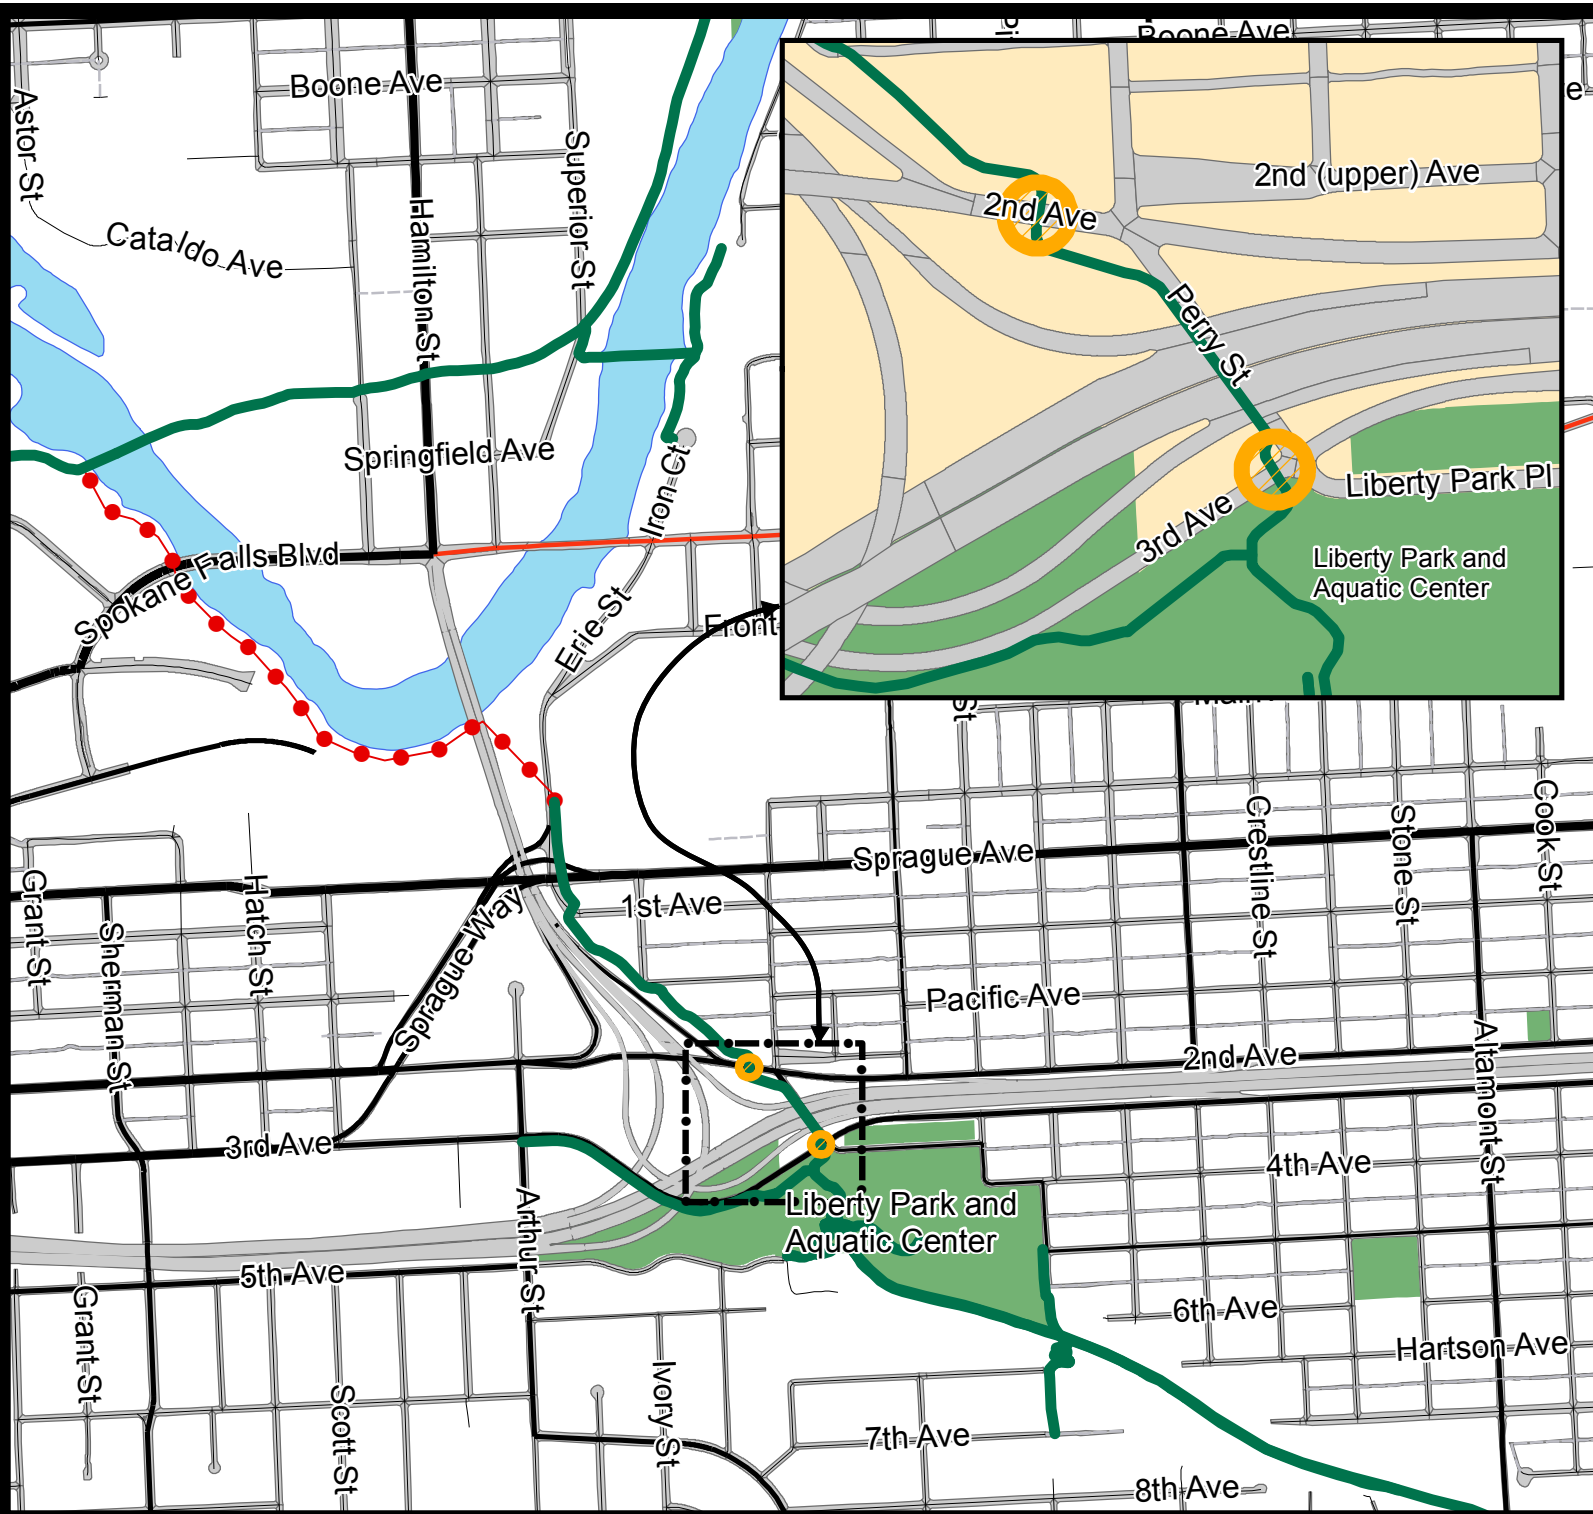 Boone Ave
Boone Ave
Astor St
Superior St
Hamilton St
Cataldo Ave
2nd (upper) Ave
2nd Ave
Perry St
Liberty Park Pl
3rd Ave
Liberty Park and
Aquatic Center
Springfield Ave
Iron Ct
Spokane Falls Blvd
Erie St
Front
St
Sprague Ave
1st Ave
Crestline St
Stone St
Cook St
Grant St
Hatch St
Sherman St
Sprague Way
Pacific Ave
2nd Ave
Altamont St
3rd Ave
4th Ave
Liberty Park and
Aquatic Center
Arthur St
5th Ave
6th Ave
Hartson Ave
Grant St
Scott St
Ivory St
7th Ave
8th Ave